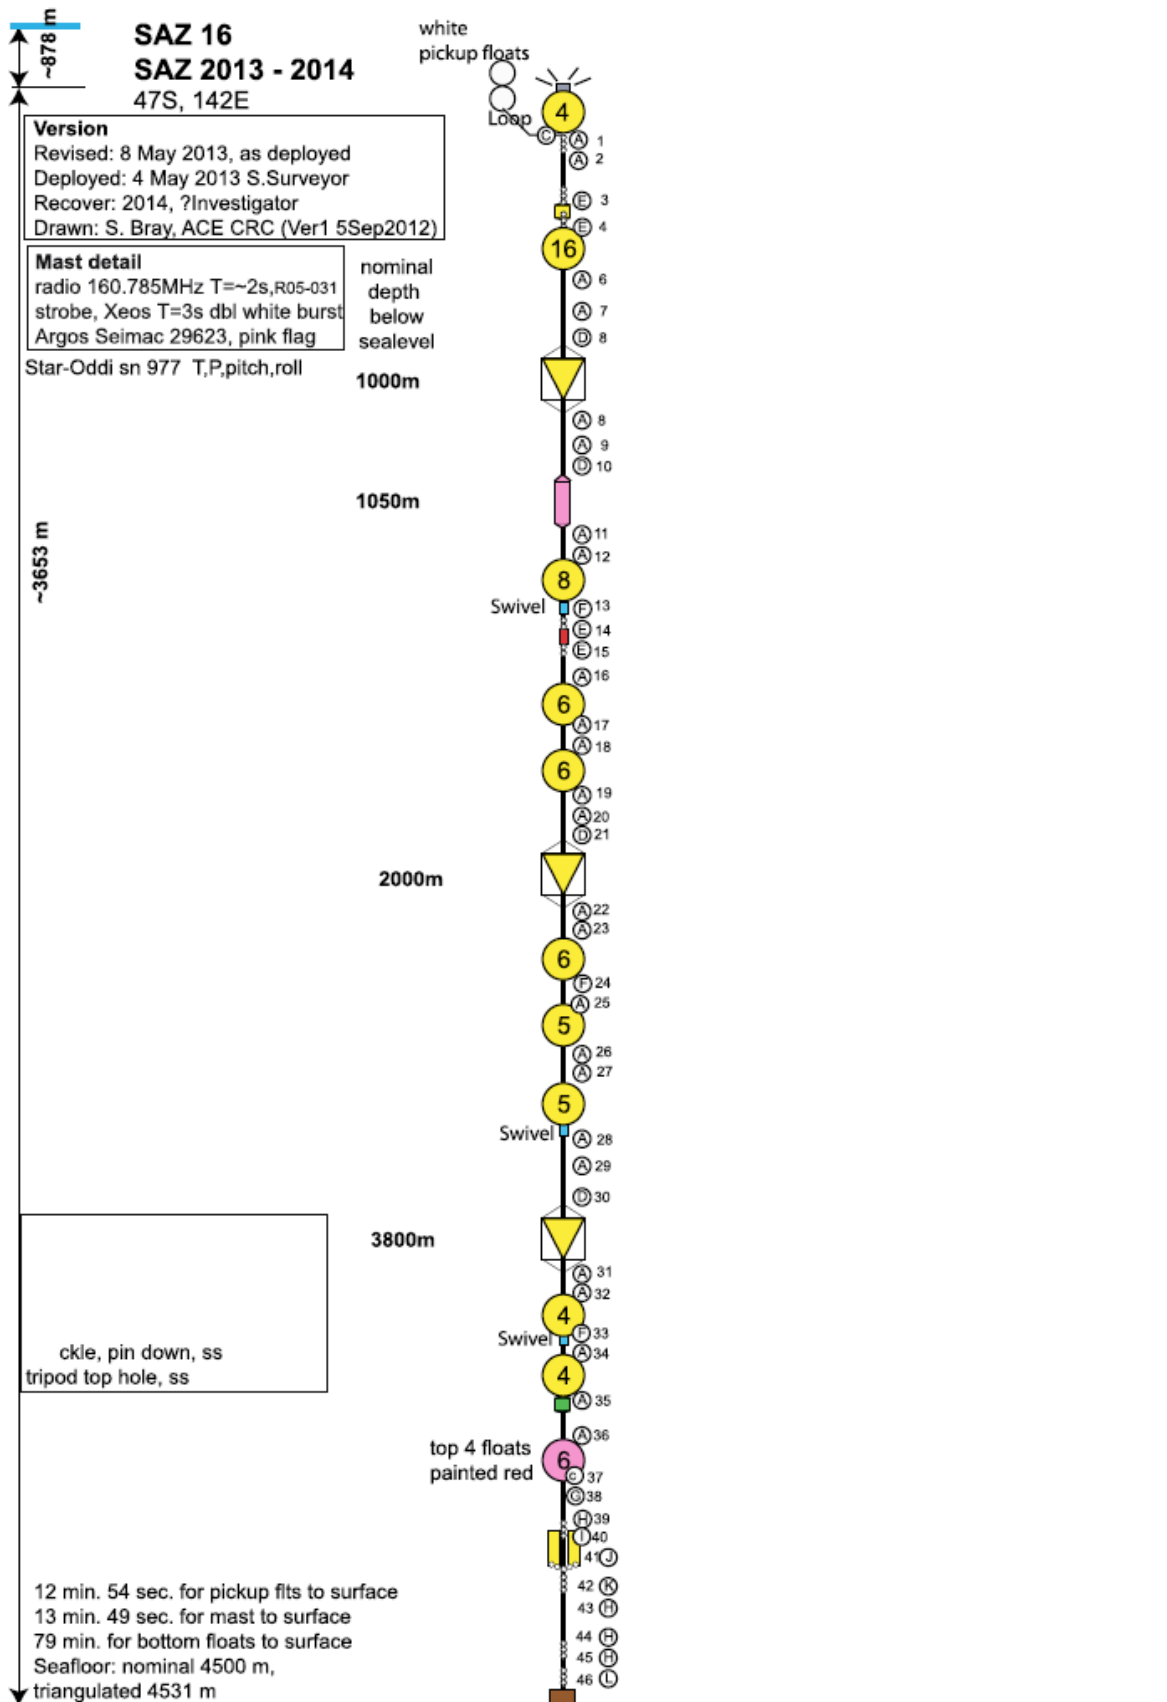 ~878 m
SAZ 16
SAZ 2013 - 2014
47S, 142E
Version
Revised: 8 May 2013, as deployed
Deployed: 4 May 2013 S.Surveyor
Recover: 2014, ?Investigator
Drawn: S. Bray, ACE CRC (Ver1 5Sep2012)
Mast detail
radio 160.785MHz T=~2s,R05-031
strobe, Xeos T=3s dbl white burst
Argos Seimac 29623, pink flag
Star-Oddi sn 977 T,P,pitch,roll
nominal
depth
below
sealevel
white
pickup floats
Loop
4
C A 1
A 2
E 3
E 4
16
A 6
A 7
D 8
1000m
A 8
A 9
D 10
1050m
~3653 m
A 11
A 12
8
Swivel F 13
E 14
E 15
A 16
6
A 17
A 18
6
A 19
A 20
D 21
2000m
A 22
A 23
6
F 24
A 25
5
A 26
A 27
5
Swivel A 28
A 29
D 30
3800m
A 31
A 32
4
Swivel F 33
A 34
4
A 35
A 36
top 4 floats
painted red
6
c 37
G 38
H 39
I 40
41 J
42 K
43 H
44 H
45 H
46 L
ckle, pin down, ss
tripod top hole, ss
12 min. 54 sec. for pickup flts to surface
13 min. 49 sec. for mast to surface
79 min. for bottom floats to surface
Seafloor: nominal 4500 m,
triangulated 4531 m